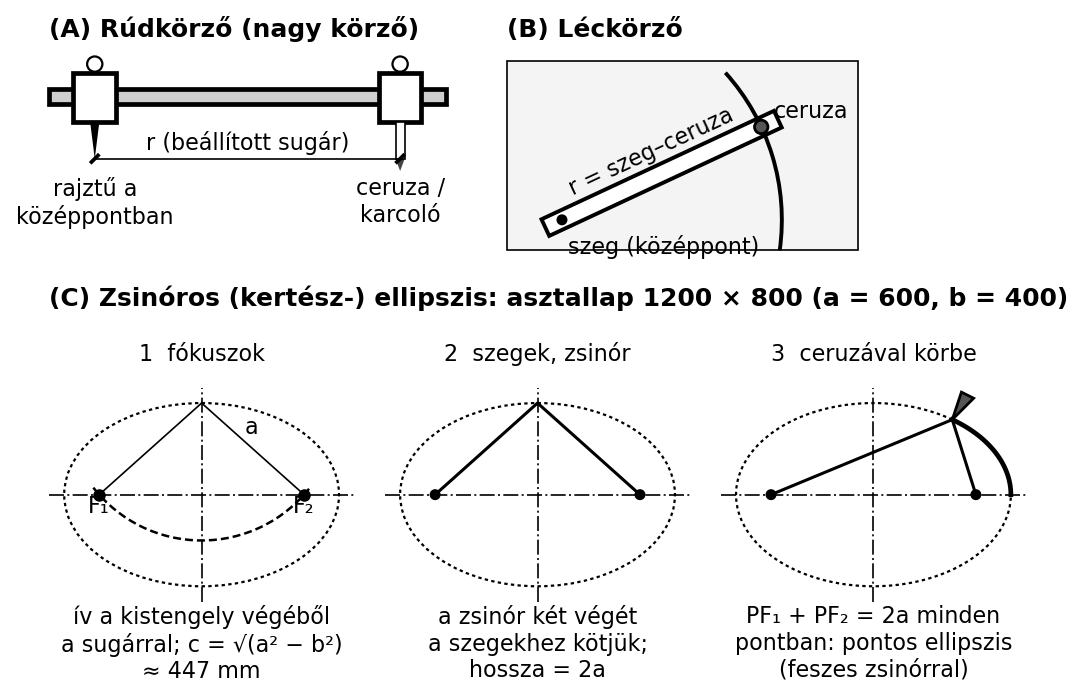 (A) Rúdkörző (nagy körző)
(B) Léckörző
r (beállított sugár)
rajztű a
középpontban
ceruza /
karcoló
r = szeg–ceruza
ceruza
szeg (középpont)
(C) Zsinóros (kertész-) ellipszis: asztallap 1200 × 800 (a = 600, b = 400)
1 fókuszok
2 szegek, zsinór
3 ceruzával körbe
a
F₁
F₂
ív a kistengely végéből
a sugárral; c = √(a² − b²)
≈ 447 mm
a zsinór két végét
a szegekhez kötjük;
hossza = 2a
PF₁ + PF₂ = 2a minden
pontban: pontos ellipszis
(feszes zsinórral)